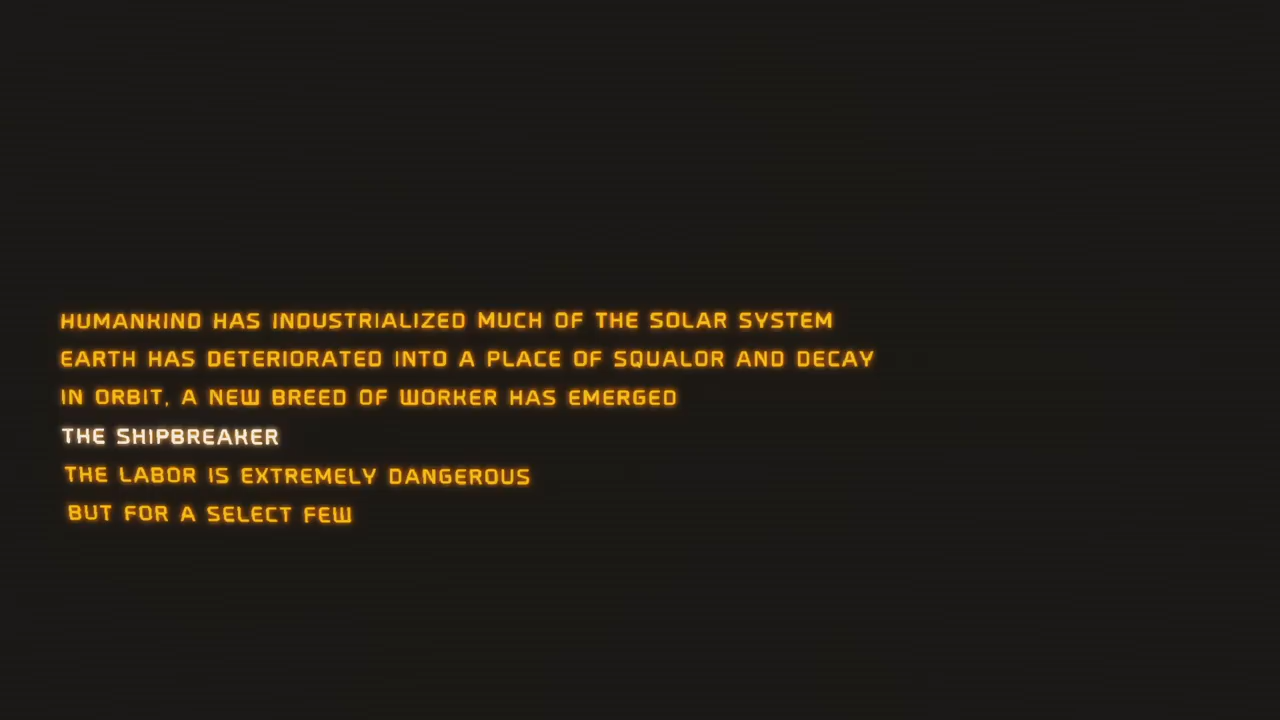 HUMANKIND HAS INDUSTRIALIZED MUCH OF THE SOLAR SYSTEM
EARTH HAS DETERIORATED INTO A PLACE OF SQUALOR AND DECAY
IN ORBIT, A NEW BREED OF WORKER HAS EMERGED
THE SHIPBREAKER
THE LABOR IS EXTREMELY DANGEROUS
BUT FOR A SELECT FEW